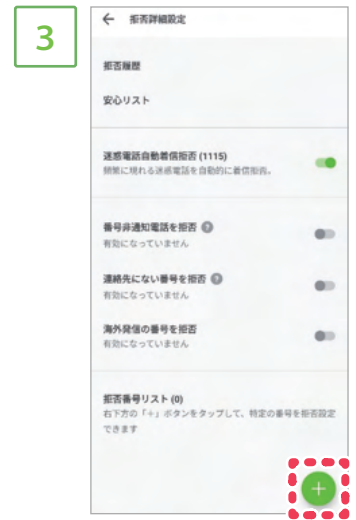 3
← 拒否詳細設定
拒否履歴
安心リスト
迷惑電話自動着信拒否 (1115)
頻繁に現れる迷惑電話を自動的に着信拒否。
番号非通知電話を拒否 ?
有効になっていません
連絡先にない番号を拒否 ?
有効になっていません
海外発信の番号を拒否
有効になっていません
拒否番号リスト (0)
右下方の「+」ボタンをタップして、特定の番号を拒否設定
できます
+